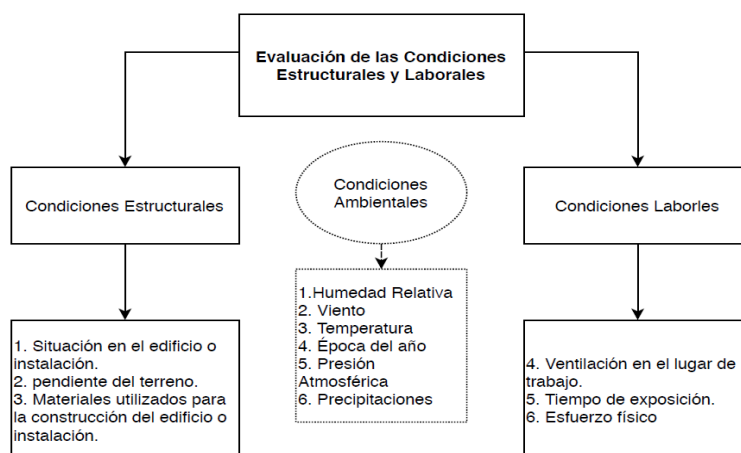 Evaluación de las Condiciones
Estructurales y Laborales
Condiciones Estructurales
Condiciones
Ambientales
Condiciones Laborles
1. Situación en el edificio o
instalación.
2. pendiente del terreno.
3. Materiales utilizados para
la construcción del edificio o
instalación.
1.Humedad Relativa
2. Viento
3. Temperatura
4. Época del año
5. Presión
Atmosférica
6. Precipitaciones
4. Ventilación en el lugar de
trabajo.
5. Tiempo de exposición.
6. Esfuerzo físico